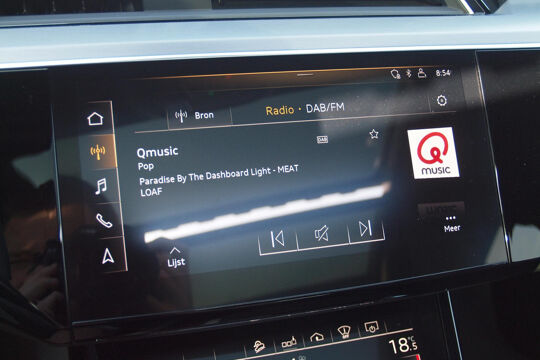 8:54
Bron
Radio • DAB/FM
DAB
Qmusic
Pop
Paradise By The Dashboard Light - MEAT
LOAF
Q
music
Lijst
Meer
18.5
°C